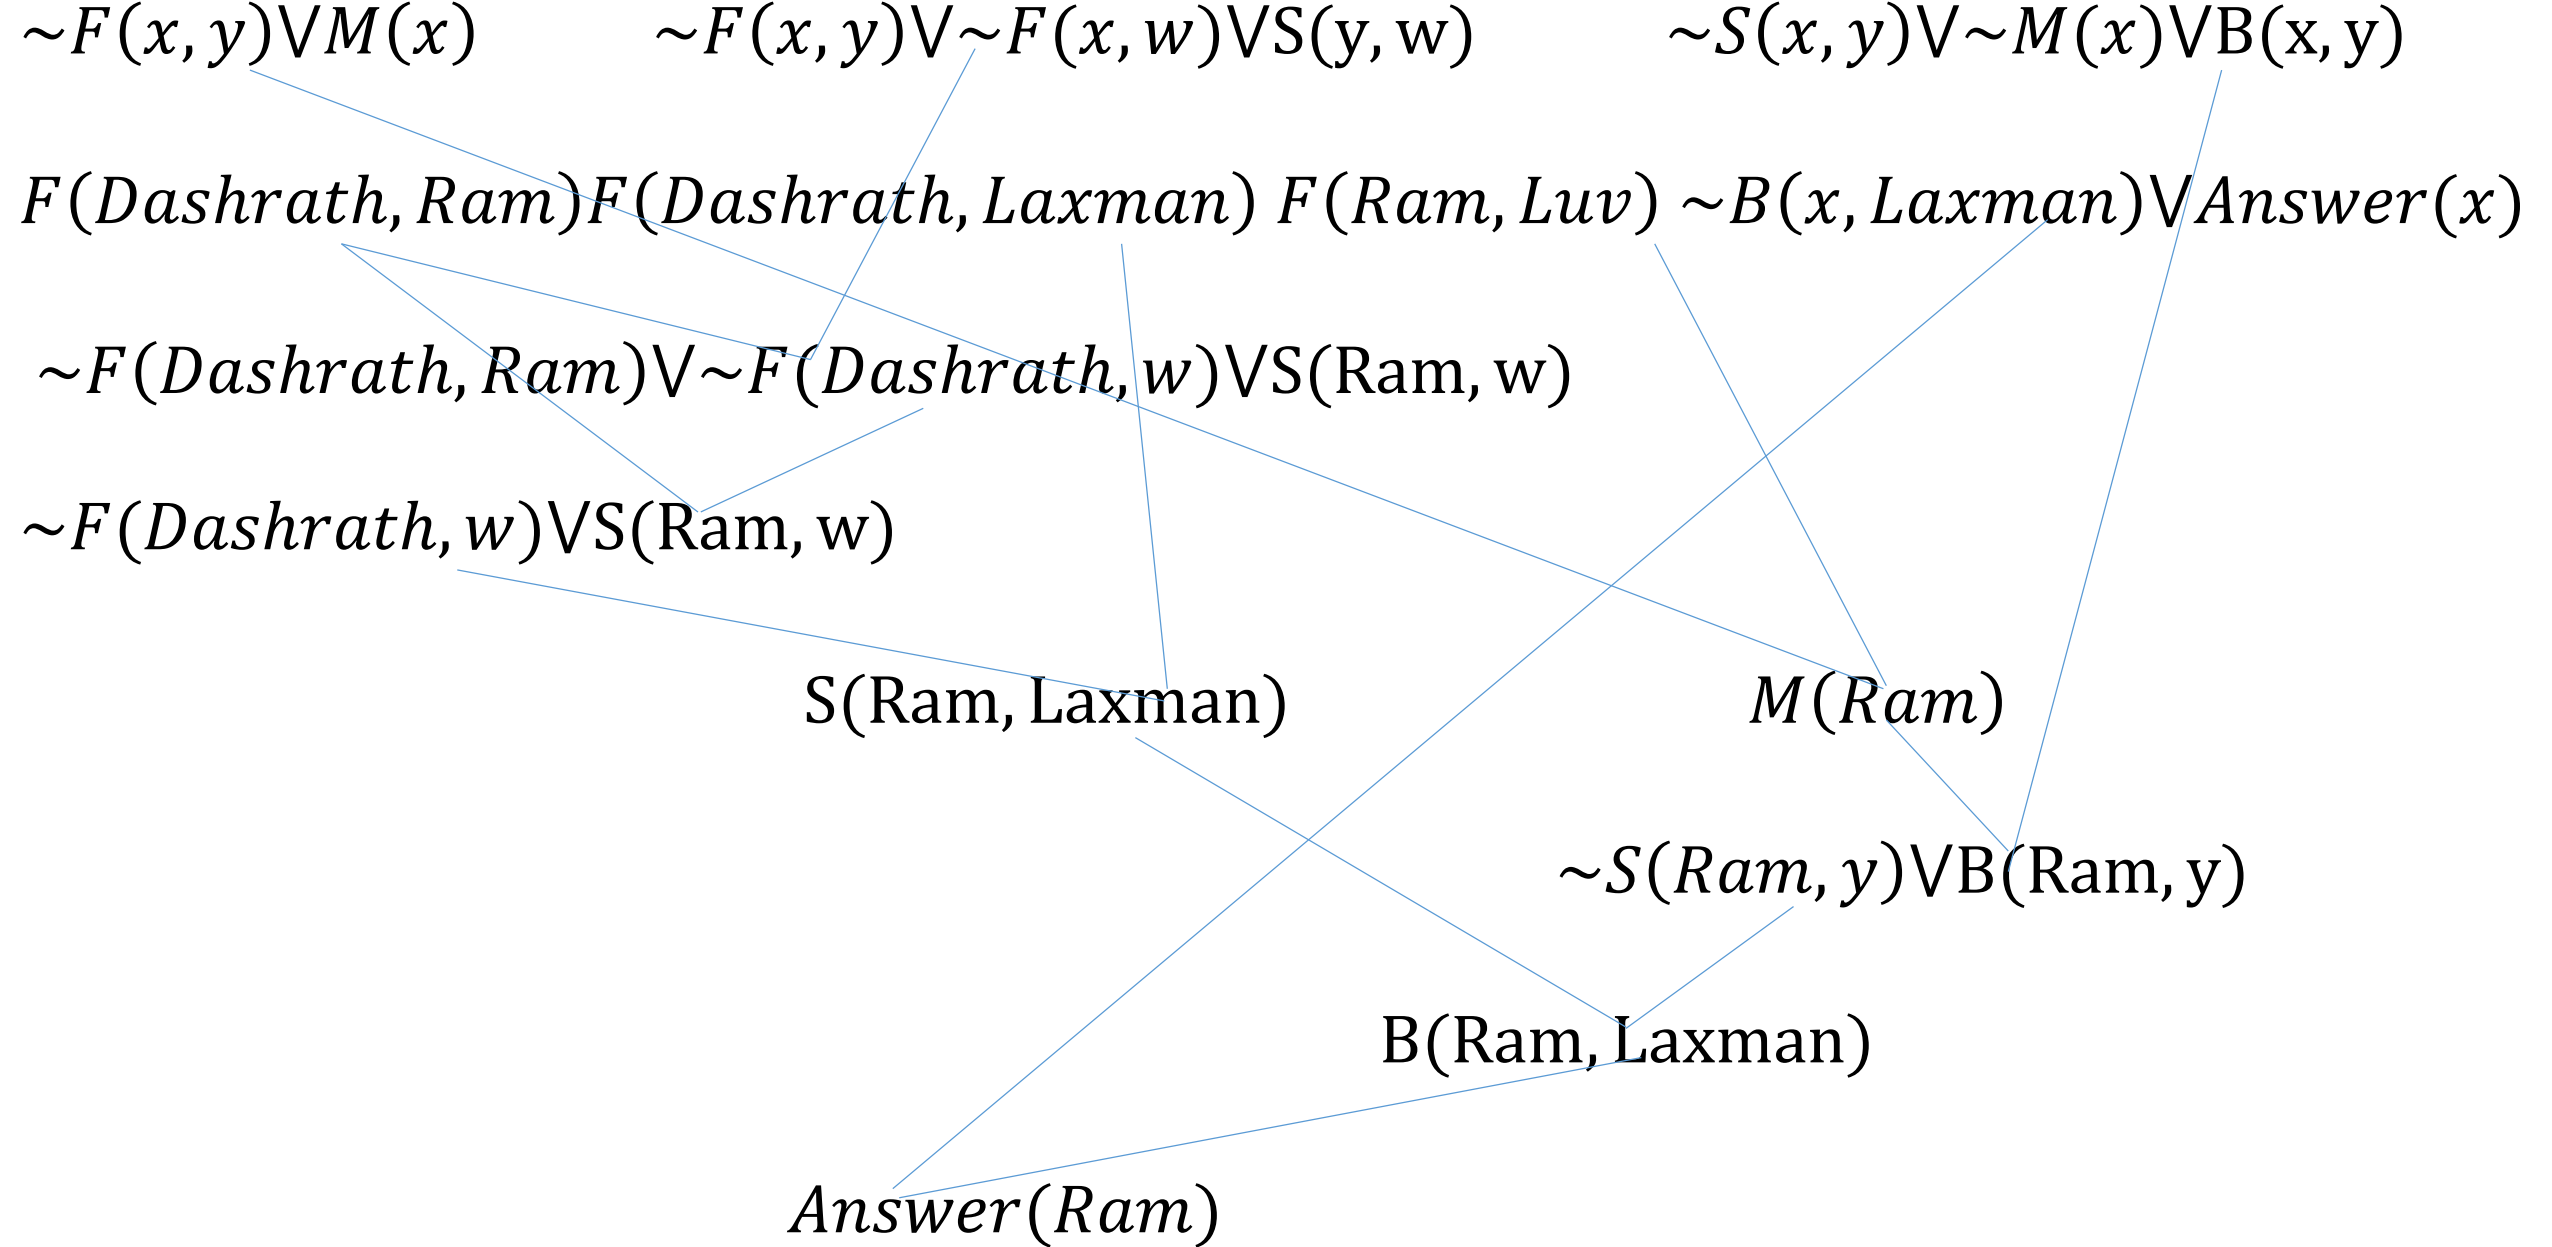 ~F(x, y)⋁M(x) ~F(x, y)⋁~F(x, w)⋁S(y, w) ~S(x, y)⋁~M(x)⋁B(x, y)
F(Dashrath, Ram)F(Dashrath, Laxman) F(Ram, Luv) ~B(x, Laxman)⋁Answer(x)
~F(Dashrath, Ram)⋁~F(Dashrath, w)⋁S(Ram, w)
~F(Dashrath, w)⋁S(Ram, w)
S(Ram, Laxman) M(Ram)
~S(Ram, y)⋁B(Ram, y)
B(Ram, Laxman)
Answer(Ram)